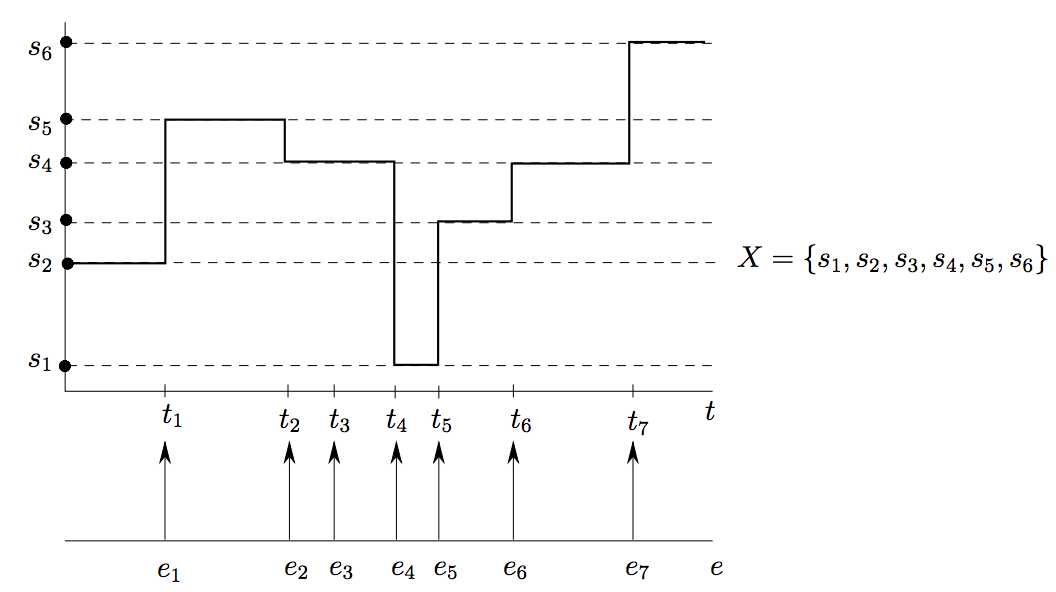 s₆
s₅
s₄
s₃
s₂
X = {s₁, s₂, s₃, s₄, s₅, s₆}
s₁
t₁ t₂ t₃ t₄ t₅ t₆ t₇ t
e₁ e₂ e₃ e₄ e₅ e₆ e₇ e